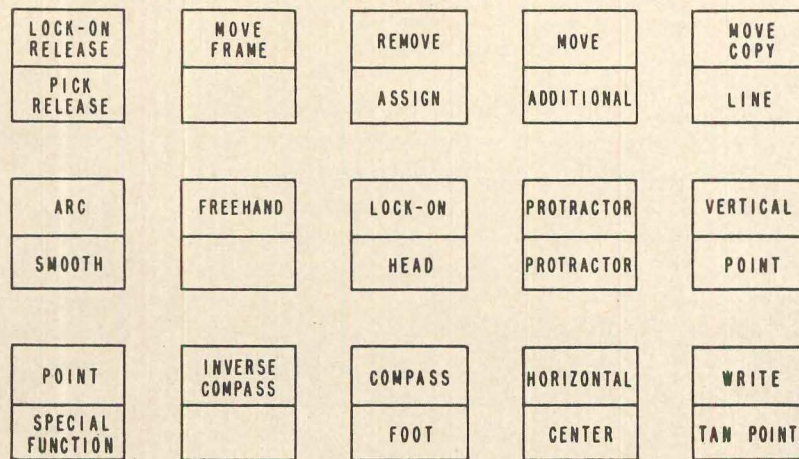 LOCK-ON
RELEASE
PICK
RELEASE
MOVE
FRAME
REMOVE
ASSIGN
MOVE
ADDITIONAL
MOVE
COPY
LINE
ARC
SMOOTH
FREEHAND
LOCK-ON
HEAD
PROTRACTOR
PROTRACTOR
VERTICAL
POINT
POINT
SPECIAL
FUNCTION
INVERSE
COMPASS
COMPASS
FOOT
HORIZONTAL
CENTER
WRITE
TAN POINT